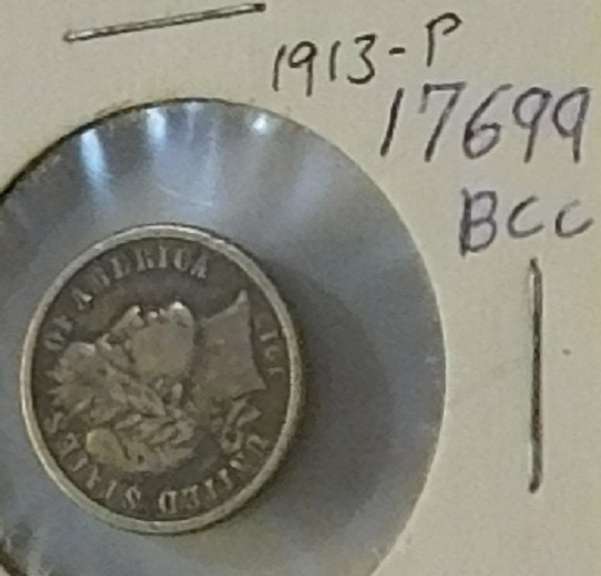 1913-P
17699
BCC
UNITED STATES OF AMERICA